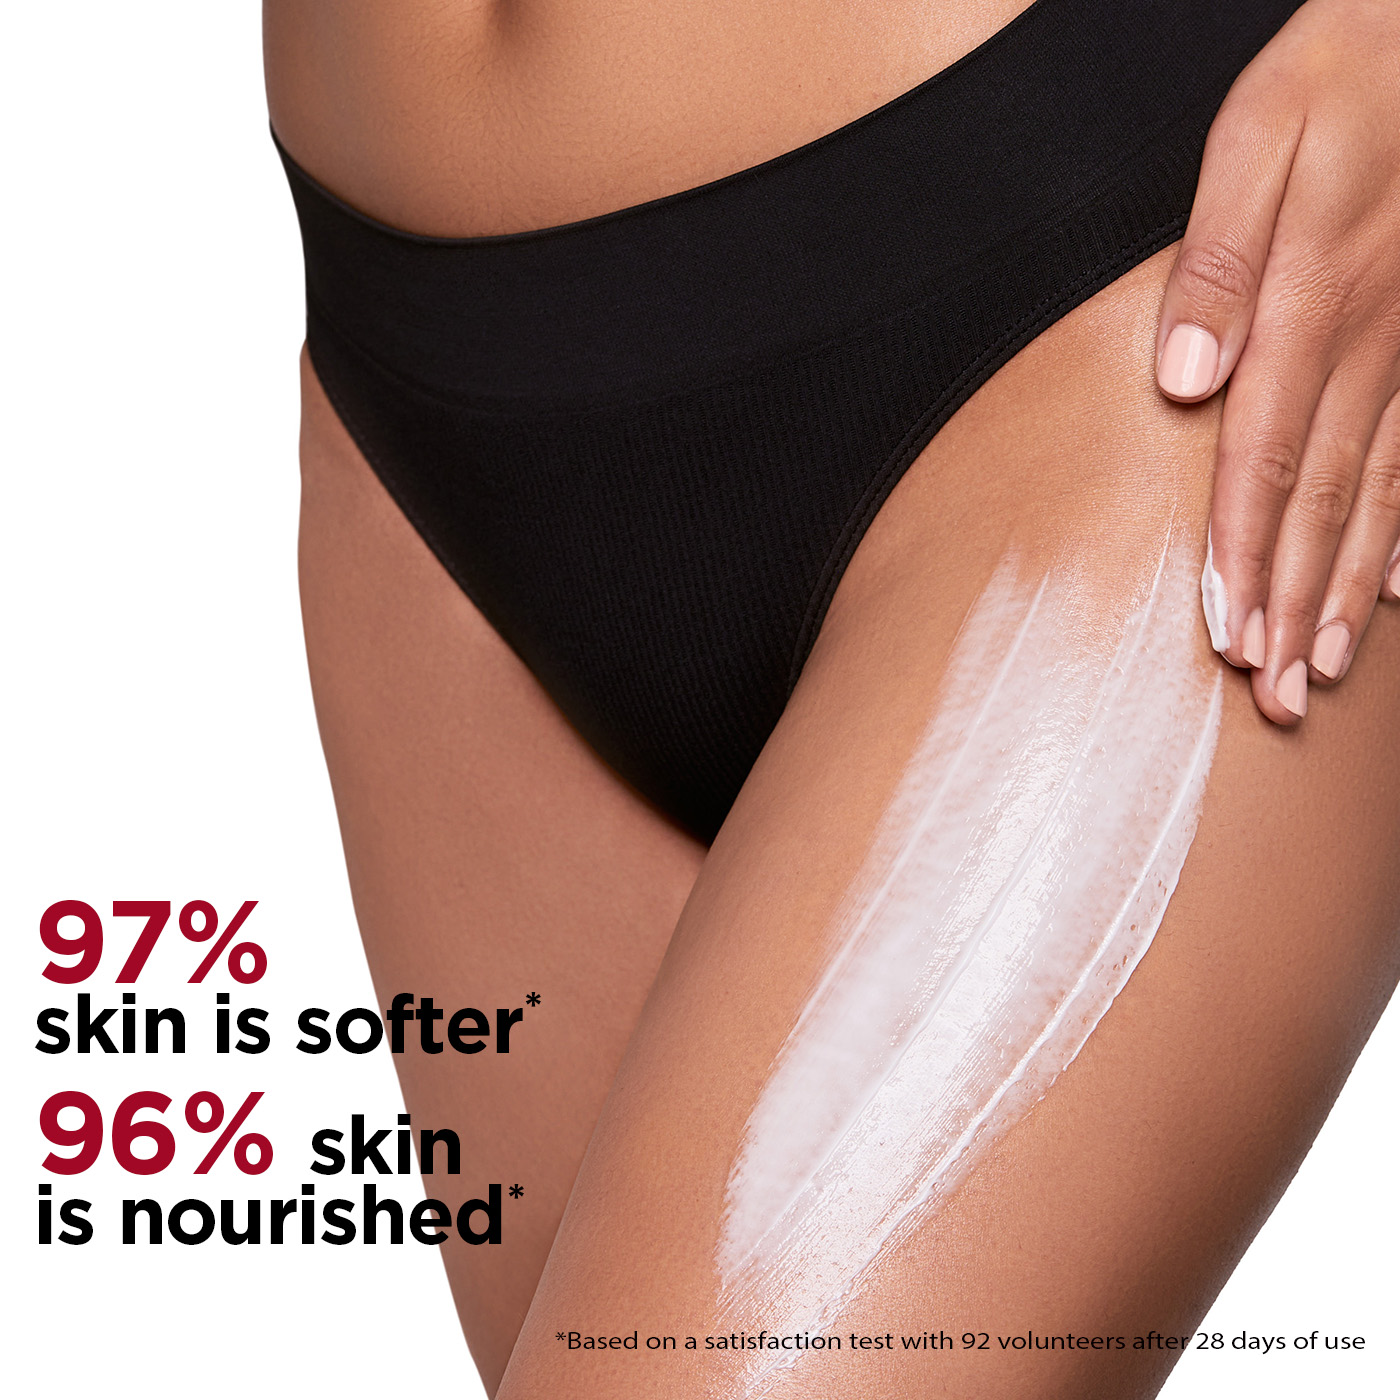 97%
skin is softer*
96% skin
is nourished*
*Based on a satisfaction test with 92 volunteers after 28 days of use